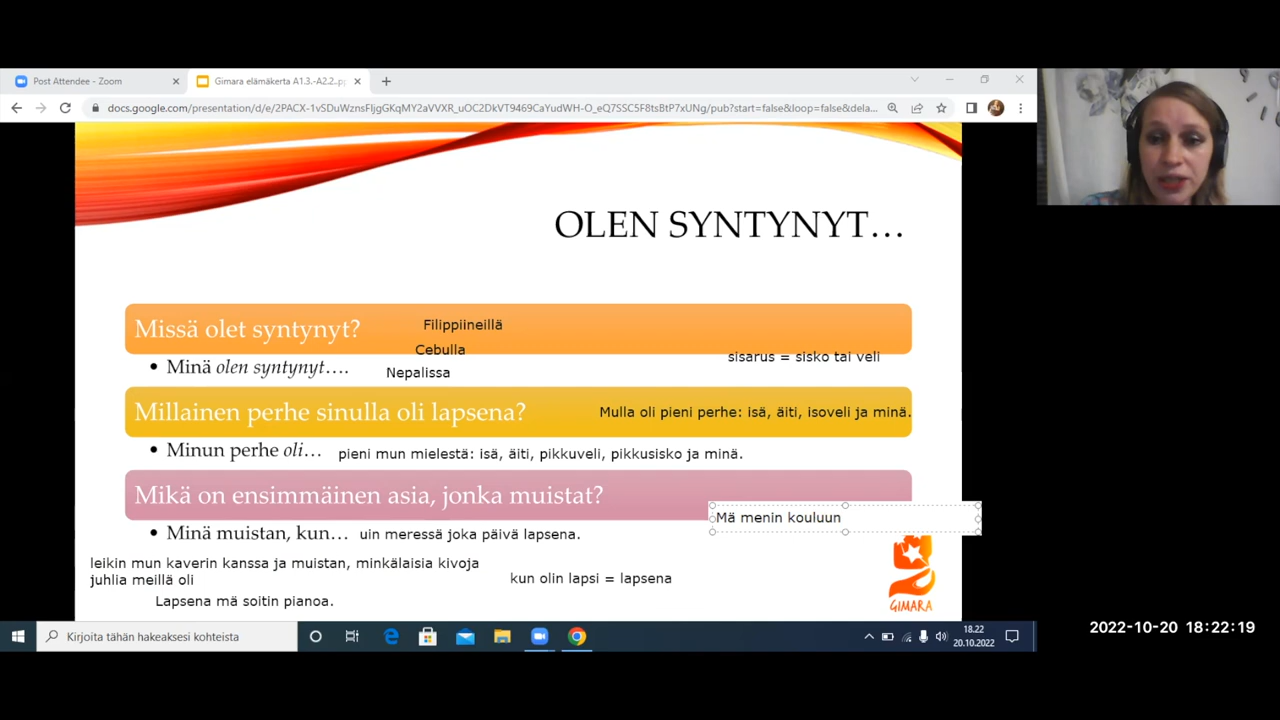 Post Attendee - Zoom
Gimara elämäkerta A1.3.-A2.2..pp
docs.google.com/presentation/d/e/2PACX-1vSDuWznsFIjgGKqMY2aVVXR_uOC2DkVT9469CaYudWH-O_eQ7SSC5F8tsBtP7xUNg/pub?start=false&loop=false&dela...
OLEN SYNTYNYT...
Missä olet syntynyt?
Filippiineillä
Cebulla
sisarus = sisko tai veli
• Minä olen syntynyt....
Nepalissa
Millainen perhe sinulla oli lapsena?
Mulla oli pieni perhe: isä, äiti, isoveli ja minä.
• Minun perhe oli...
pieni mun mielestä: isä, äiti, pikkuveli, pikkusisko ja minä.
Mikä on ensimmäinen asia, jonka muistat?
Mä menin kouluun
• Minä muistan, kun...
uin meressä joka päivä lapsena.
leikin mun kaverin kanssa ja muistan, minkälaisia kivoja
juhlia meillä oli
kun olin lapsi = lapsena
Lapsena mä soitin pianoa.
GIMARA
Kirjoita tähän hakeaksesi kohteista
18.22
20.10.2022
2022-10-20 18:22:19